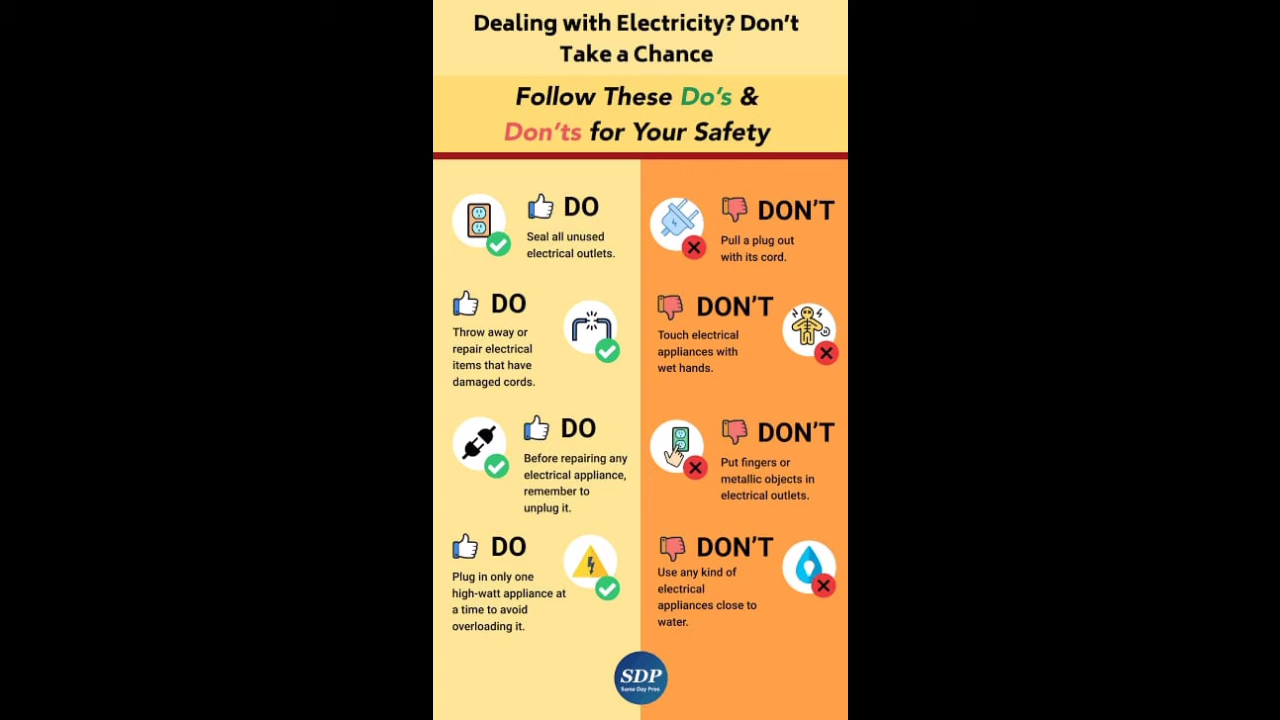 Dealing with Electricity? Don't
Take a Chance
Follow These Do's &
Don'ts for Your Safety
DO
Seal all unused
electrical outlets.
DON'T
Pull a plug out
with its cord.
DO
Throw away or
repair electrical
items that have
damaged cords.
DON'T
Touch electrical
appliances with
wet hands.
DO
Before repairing any
electrical appliance,
remember to
unplug it.
DON'T
Put fingers or
metallic objects in
electrical outlets.
DO
Plug in only one
high-watt appliance at
a time to avoid
overloading it.
DON'T
Use any kind of
electrical
appliances close to
water.
SDP
Same Day Pros